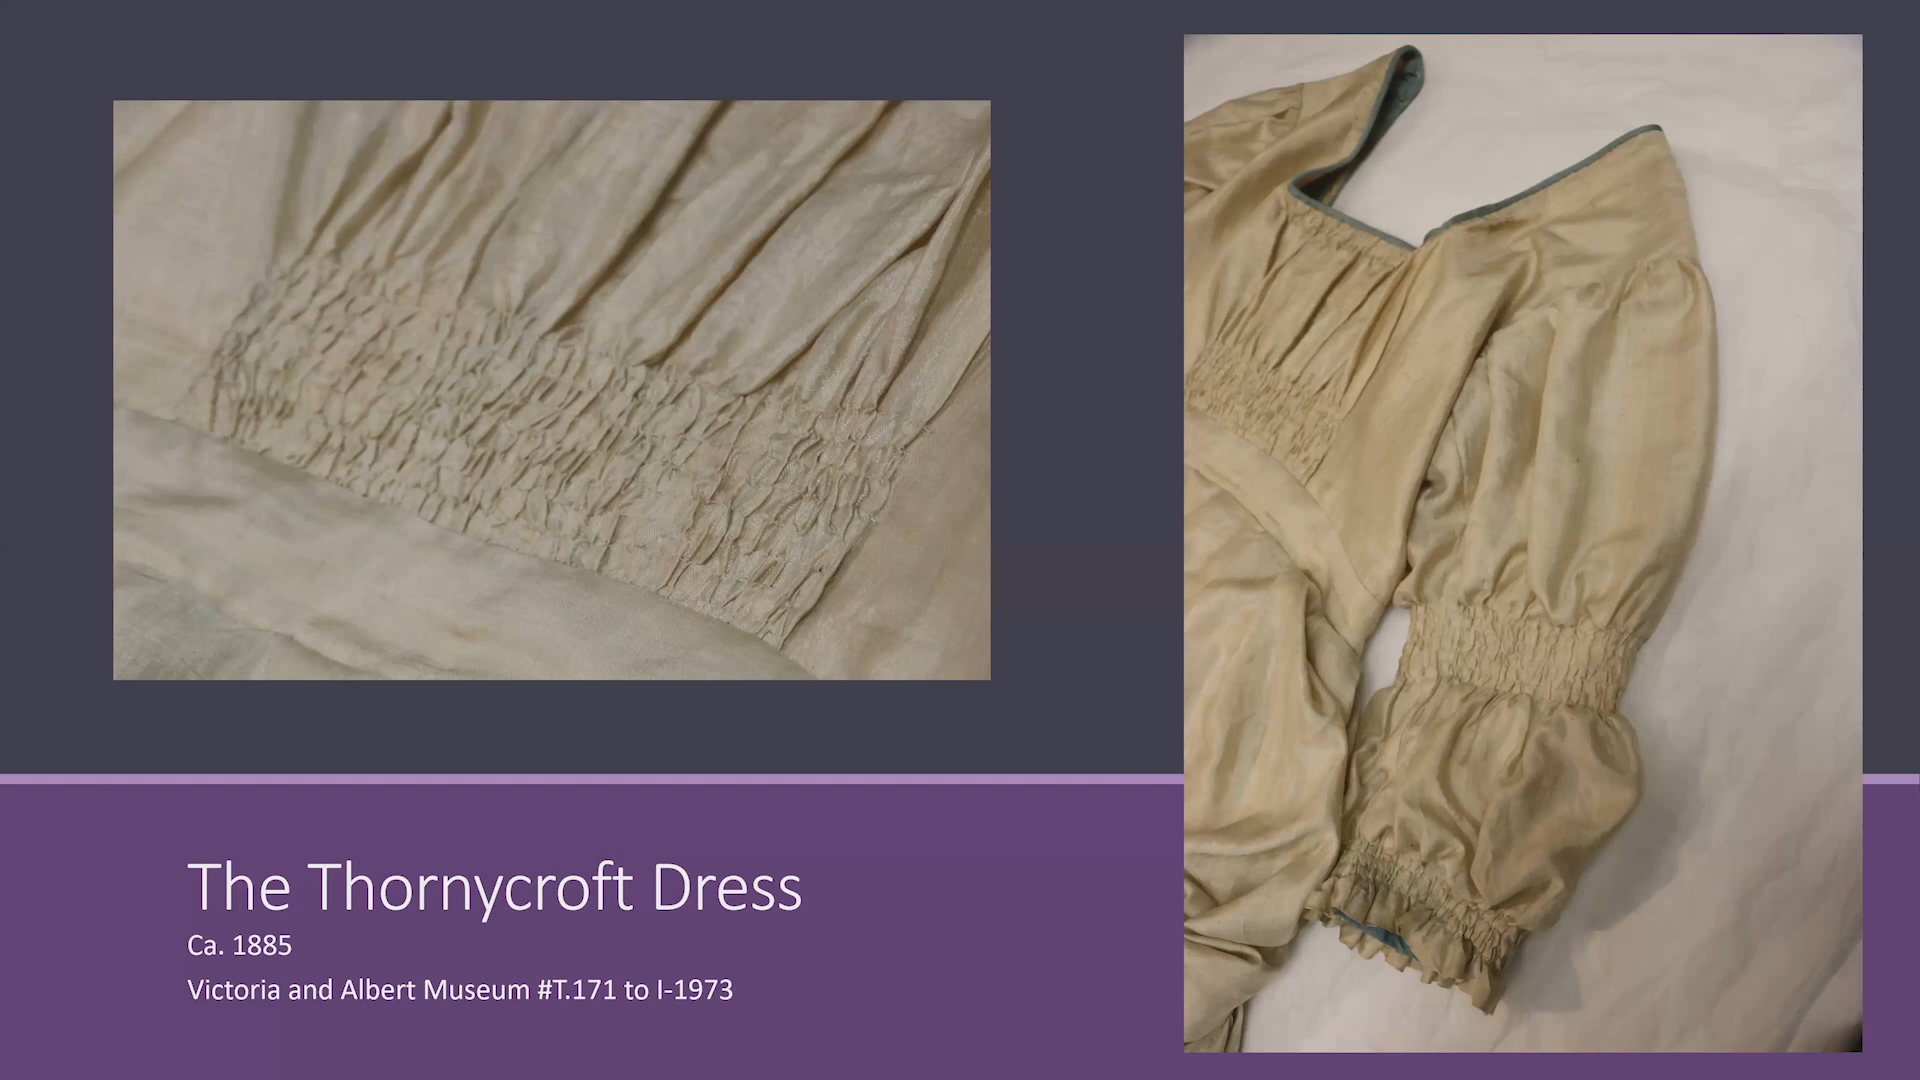 The Thornycroft Dress
Ca. 1885
Victoria and Albert Museum #T.171 to I-1973